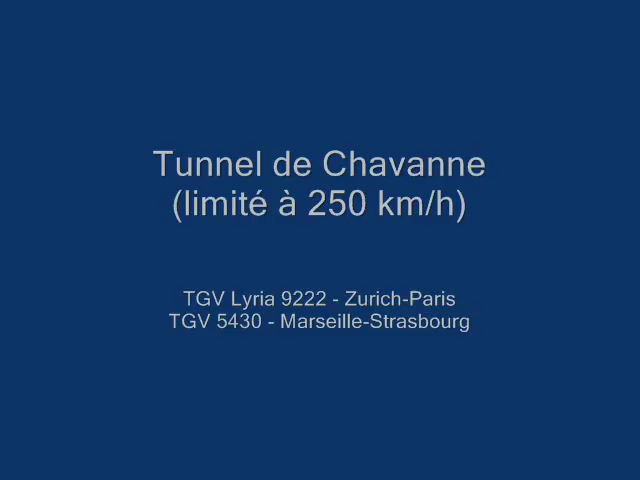 Tunnel de Chavanne
(limité à 250 km/h)
TGV Lyria 9222 - Zurich-Paris
TGV 5430 - Marseille-Strasbourg